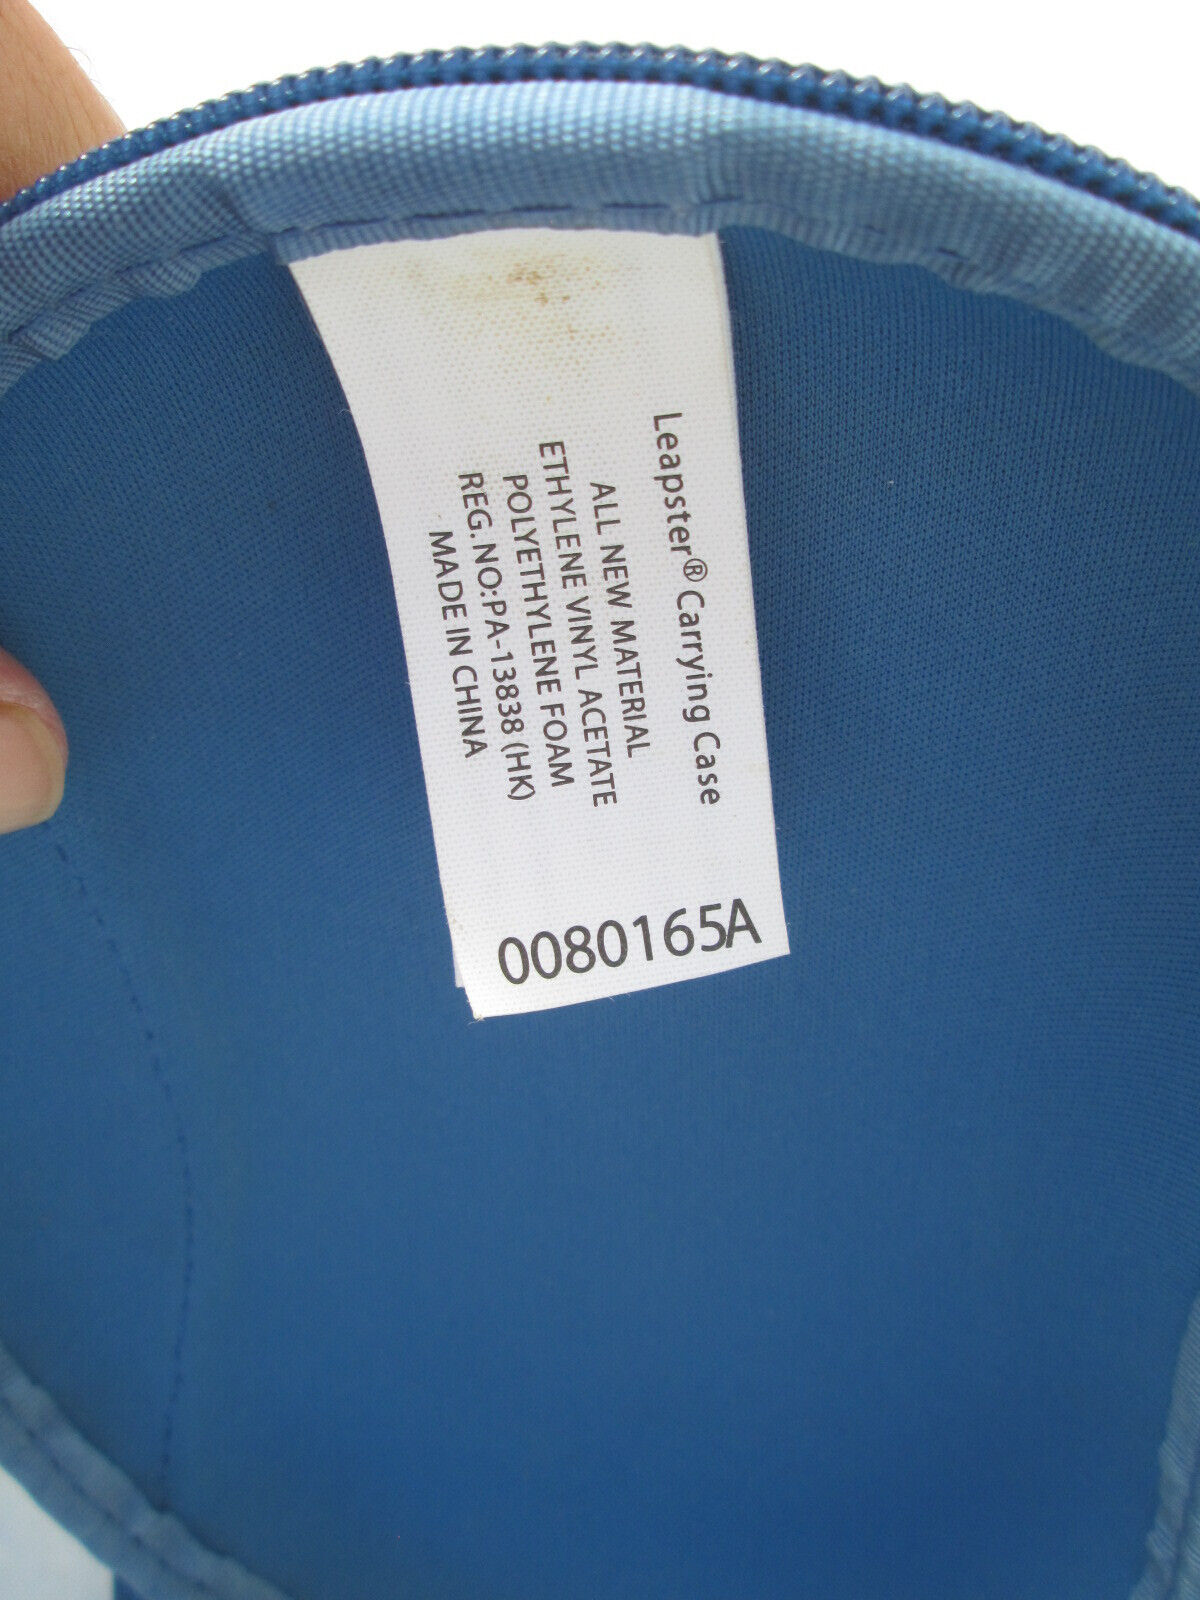 Leapster® Carrying Case
ALL NEW MATERIAL
ETHYLENE VINYL ACETATE
POLYETHYLENE FOAM
REG.NO:PA-13838 (HK)
MADE IN CHINA
0080165A